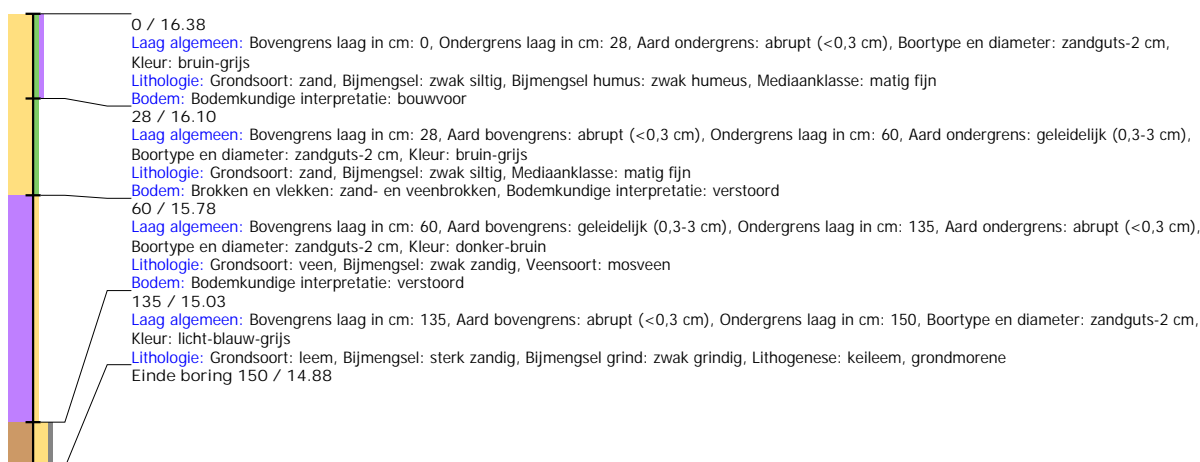 0 / 16.38
Laag algemeen: Bovengrens laag in cm: 0, Ondergrens laag in cm: 28, Aard ondergrens: abrupt (<0,3 cm), Boortype en diameter: zandguts-2 cm,
Kleur: bruin-grijs
Lithologie: Grondsoort: zand, Bijmengsel: zwak siltig, Bijmengsel humus: zwak humeus, Mediaanklasse: matig fijn
Bodem: Bodemkundige interpretatie: bouwvoor
28 / 16.10
Laag algemeen: Bovengrens laag in cm: 28, Aard bovengrens: abrupt (<0,3 cm), Ondergrens laag in cm: 60, Aard ondergrens: geleidelijk (0,3-3 cm),
Boortype en diameter: zandguts-2 cm, Kleur: bruin-grijs
Lithologie: Grondsoort: zand, Bijmengsel: zwak siltig, Mediaanklasse: matig fijn
Bodem: Brokken en vlekken: zand- en veenbrokken, Bodemkundige interpretatie: verstoord
60 / 15.78
Laag algemeen: Bovengrens laag in cm: 60, Aard bovengrens: geleidelijk (0,3-3 cm), Ondergrens laag in cm: 135, Aard ondergrens: abrupt (<0,3 cm),
Boortype en diameter: zandguts-2 cm, Kleur: donker-bruin
Lithologie: Grondsoort: veen, Bijmengsel: zwak zandig, Veensoort: mosveen
Bodem: Bodemkundige interpretatie: verstoord
135 / 15.03
Laag algemeen: Bovengrens laag in cm: 135, Aard bovengrens: abrupt (<0,3 cm), Ondergrens laag in cm: 150, Boortype en diameter: zandguts-2 cm,
Kleur: licht-blauw-grijs
Lithologie: Grondsoort: leem, Bijmengsel: sterk zandig, Bijmengsel grind: zwak grindig, Lithogenese: keileem, grondmorene
Einde boring 150 / 14.88